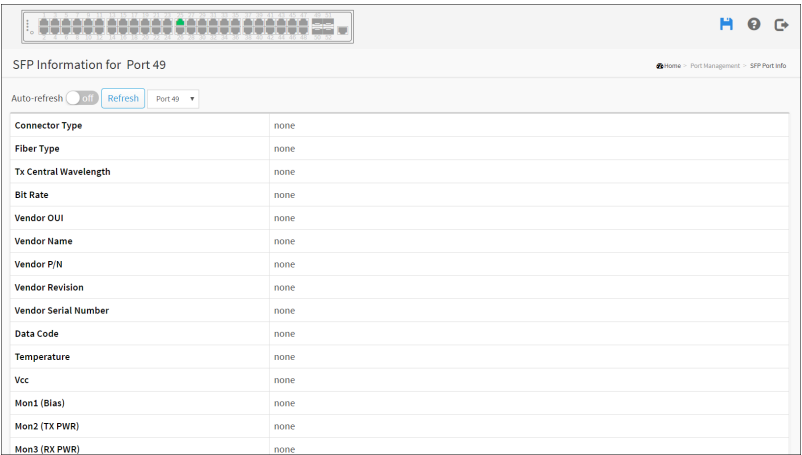 SFP Information for Port 49
Home > Port Management > SFP Port Info
Auto-refresh off Refresh Port 49
Connector Type none
Fiber Type none
Tx Central Wavelength none
Bit Rate none
Vendor OUI none
Vendor Name none
Vendor P/N none
Vendor Revision none
Vendor Serial Number none
Data Code none
Temperature none
Vcc none
Mon1 (Bias) none
Mon2 (TX PWR) none
Mon3 (RX PWR) none